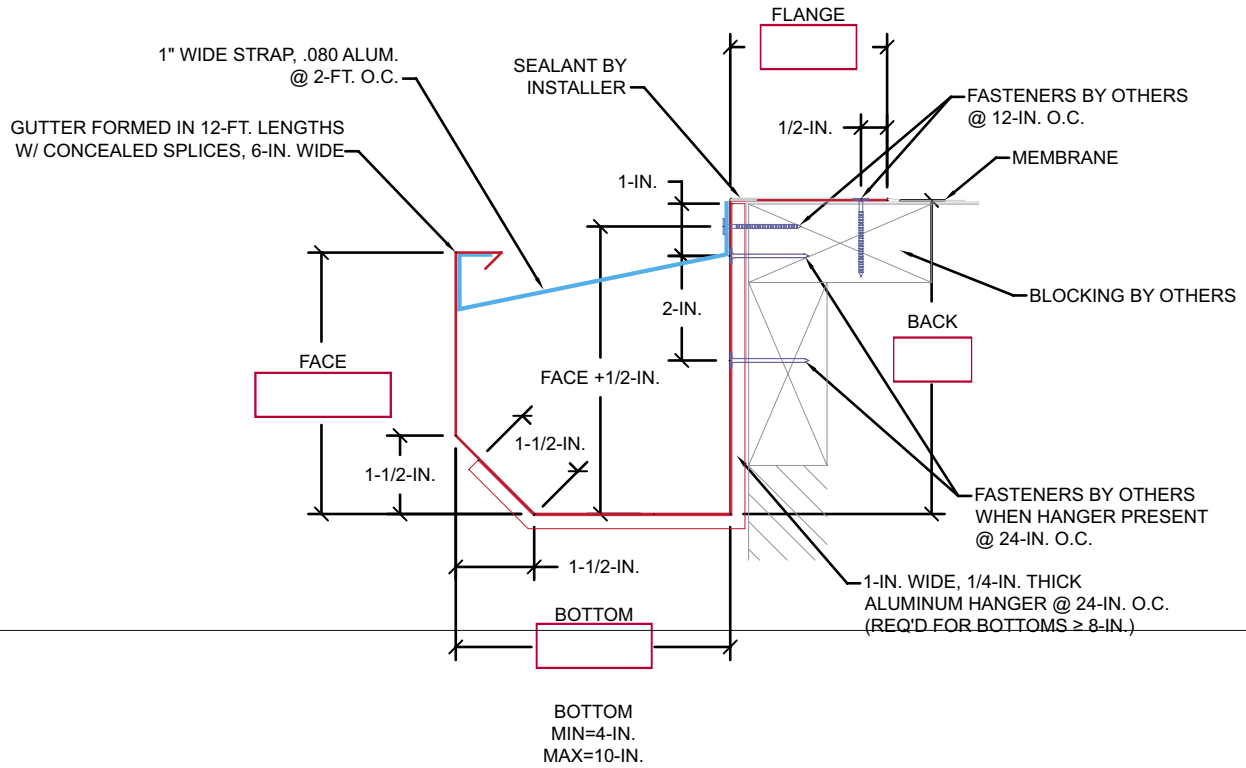 FLANGE
1" WIDE STRAP, .080 ALUM.
@ 2-FT. O.C.
SEALANT BY
INSTALLER
FASTENERS BY OTHERS
@ 12-IN. O.C.
GUTTER FORMED IN 12-FT. LENGTHS
W/ CONCEALED SPLICES, 6-IN. WIDE
1/2-IN.
MEMBRANE
1-IN.
BLOCKING BY OTHERS
2-IN.
BACK
FACE
FACE +1/2-IN.
1-1/2-IN.
1-1/2-IN.
FASTENERS BY OTHERS
WHEN HANGER PRESENT
@ 24-IN. O.C.
1-1/2-IN.
1-IN. WIDE, 1/4-IN. THICK
ALUMINUM HANGER @ 24-IN. O.C.
(REQ'D FOR BOTTOMS ≥ 8-IN.)
BOTTOM
BOTTOM
MIN=4-IN.
MAX=10-IN.